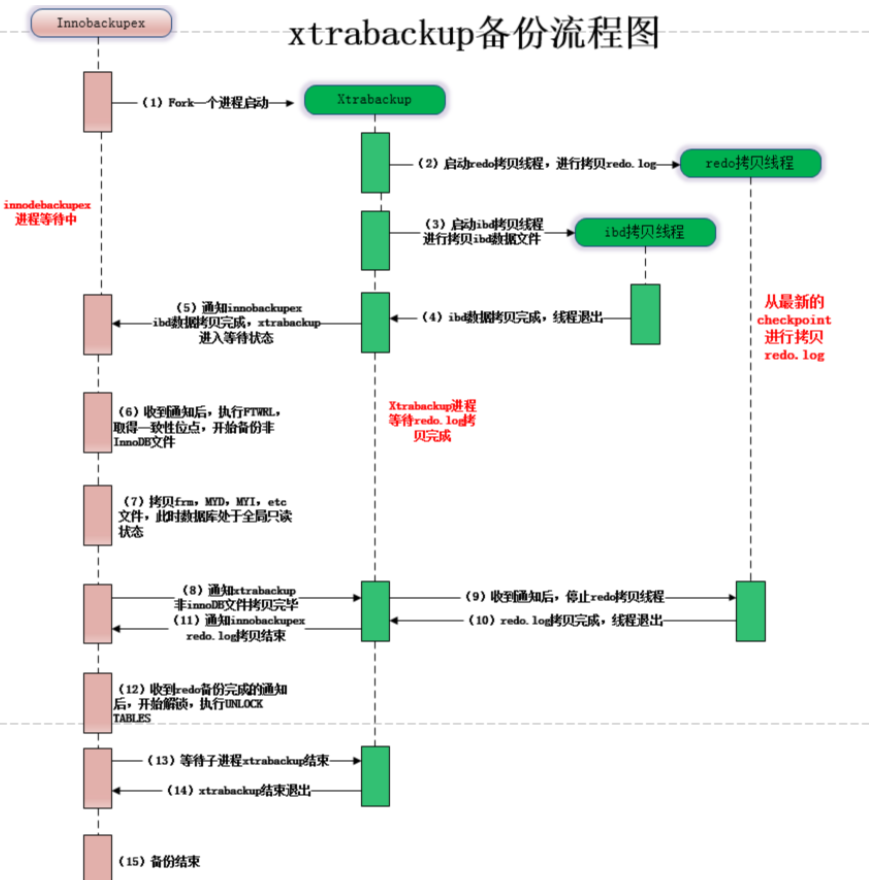 Innobackupex
xtrabackup备份流程图
(1) Fork一个进程启动
Xtrabackup
(2) 启动redo拷贝线程，进行拷贝redo.log
redo拷贝线程
innodebackupex
进程等待中
(3) 启动ibd拷贝线程
进行拷贝ibd数据文件
ibd拷贝线程
(5) 通知innobackupex
ibd数据拷贝完成，xtrabackup
进入等待状态
(4) ibd数据拷贝完成，线程退出
从最新的
checkpoint
进行拷贝
redo.log
(6) 收到通知后，执行FTWRL，
取得一致性位点，开始备份非
InnoDB文件
Xtrabackup进程
等待redo.log拷
贝完成
(7) 拷贝frm，MYD，MYI，etc
文件，此时数据库处于全局只读
状态
(8) 通知xtrabackup
非innoDB文件拷贝完毕
(9) 收到通知后，停止redo拷贝线程
(11) 通知innobackupex
redo.log拷贝结束
(10) redo.log拷贝完成，线程退出
(12) 收到redo备份完成的通知
后，开始解锁，执行UNLOCK
TABLES
(13) 等待子进程xtrabackup结束
(14) xtrabackup结束退出
(15) 备份结束